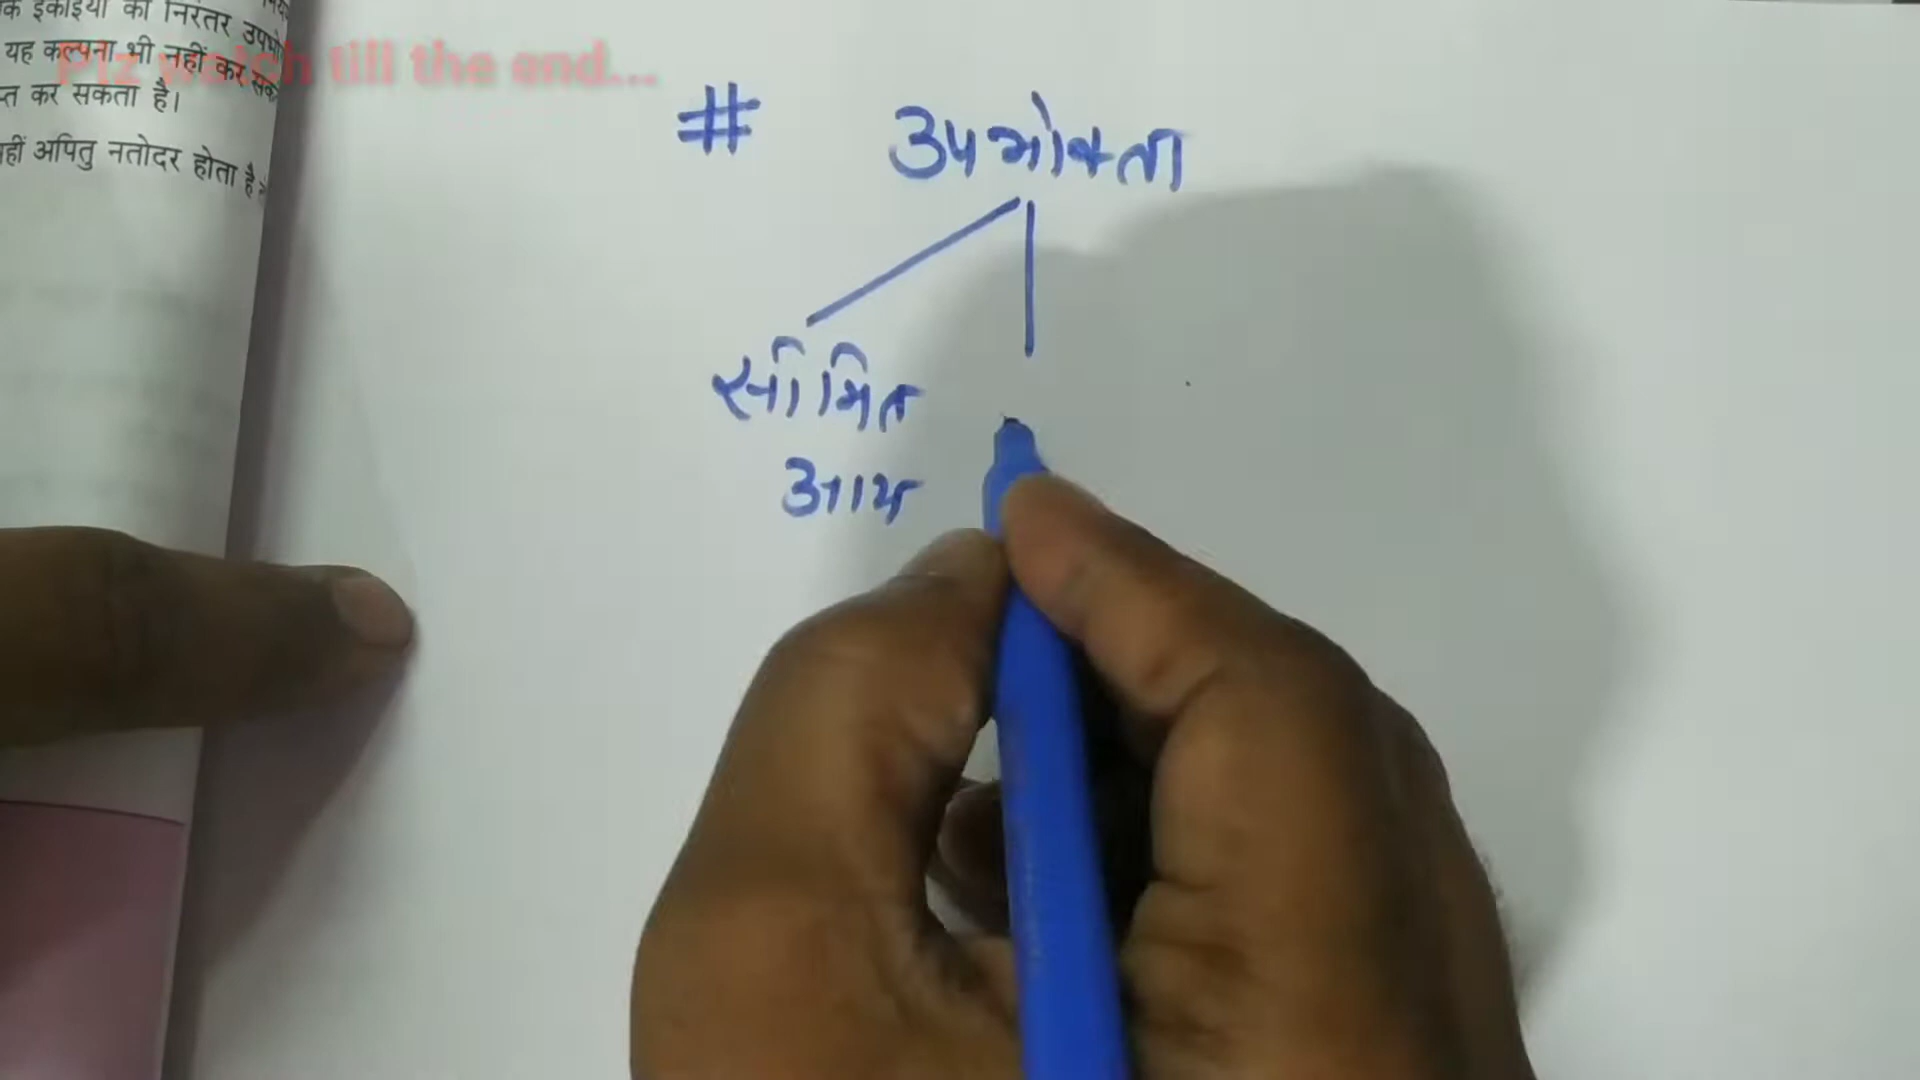 इकाइयों का निरंतर
यह कल्पना भी नहीं कर
कर सकता है।
अपितु नतोदर होता है
Plz watch till the end...
# उपभोक्ता
सीमित
आय